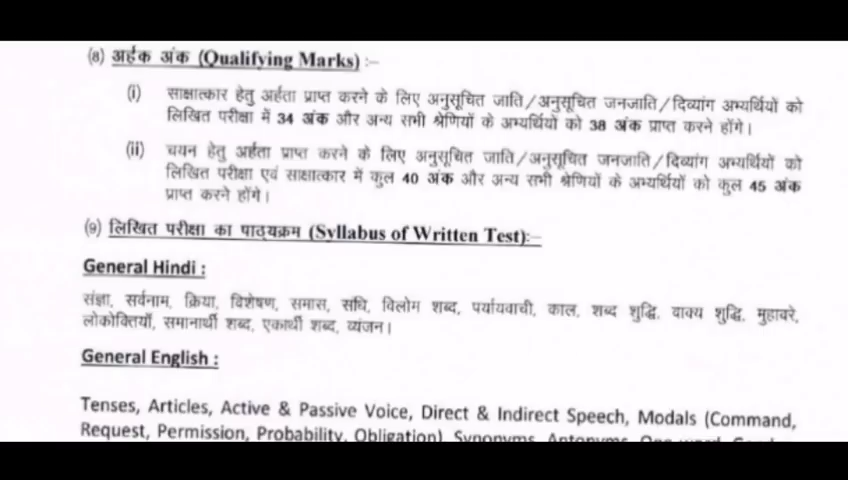 (8) अर्हक अंक (Qualifying Marks) :–
(i) साक्षात्कार हेतु अर्हता प्राप्त करने के लिए अनुसूचित जाति/अनुसूचित जनजाति/दिव्यांग अभ्यर्थियों को
लिखित परीक्षा में 34 अंक और अन्य सभी श्रेणियों के अभ्यर्थियों को 38 अंक प्राप्त करने होंगे।
(ii) चयन हेतु अर्हता प्राप्त करने के लिए अनुसूचित जाति/अनुसूचित जनजाति/दिव्यांग अभ्यर्थियों को
लिखित परीक्षा एवं साक्षात्कार में कुल 40 अंक और अन्य सभी श्रेणियों के अभ्यर्थियों को कुल 45 अंक
प्राप्त करने होंगे।
(9) लिखित परीक्षा का पाठ्यक्रम (Syllabus of Written Test):–
General Hindi :
संज्ञा, सर्वनाम, क्रिया, विशेषण, समास, संधि, विलोम शब्द, पर्यायवाची, काल, शब्द शुद्धि, वाक्य शुद्धि, मुहावरे,
लोकोक्तियाँ, समानार्थी शब्द, एकार्थी शब्द, व्यंजन।
General English :
Tenses, Articles, Active & Passive Voice, Direct & Indirect Speech, Modals (Command,
Request, Permission, Probability, Obligation), Synonyms, Antonyms,